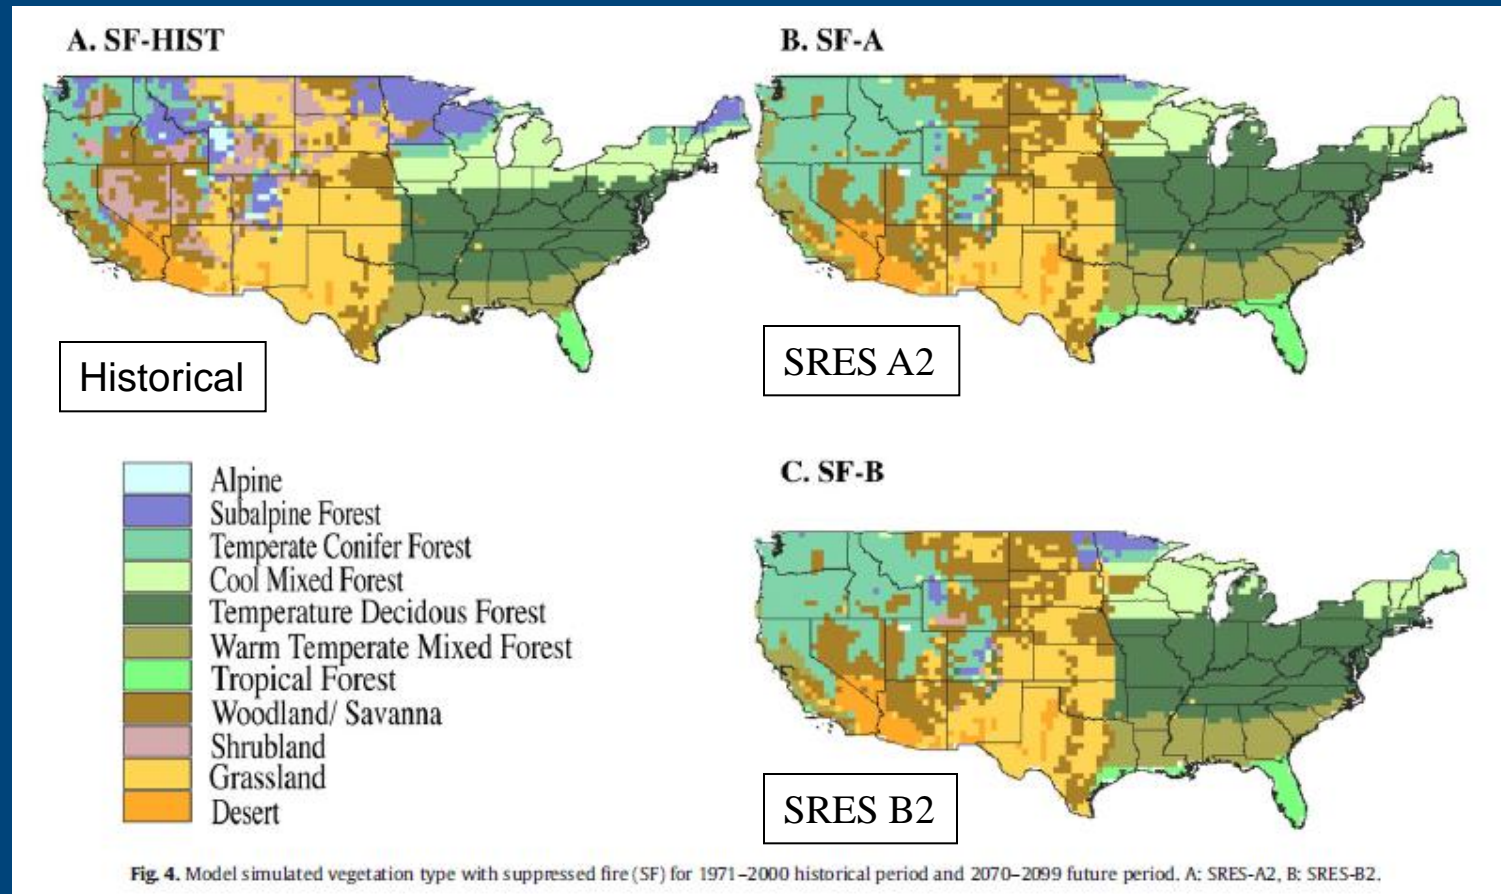 A. SF-HIST
B. SF-A
Historical
SRES A2
C. SF-B
SRES B2
Alpine
Subalpine Forest
Temperate Conifer Forest
Cool Mixed Forest
Temperature Decidous Forest
Warm Temperate Mixed Forest
Tropical Forest
Woodland/ Savanna
Shrubland
Grassland
Desert
Fig. 4. Model simulated vegetation type with suppressed fire (SF) for 1971–2000 historical period and 2070–2099 future period. A: SRES-A2, B: SRES-B2.